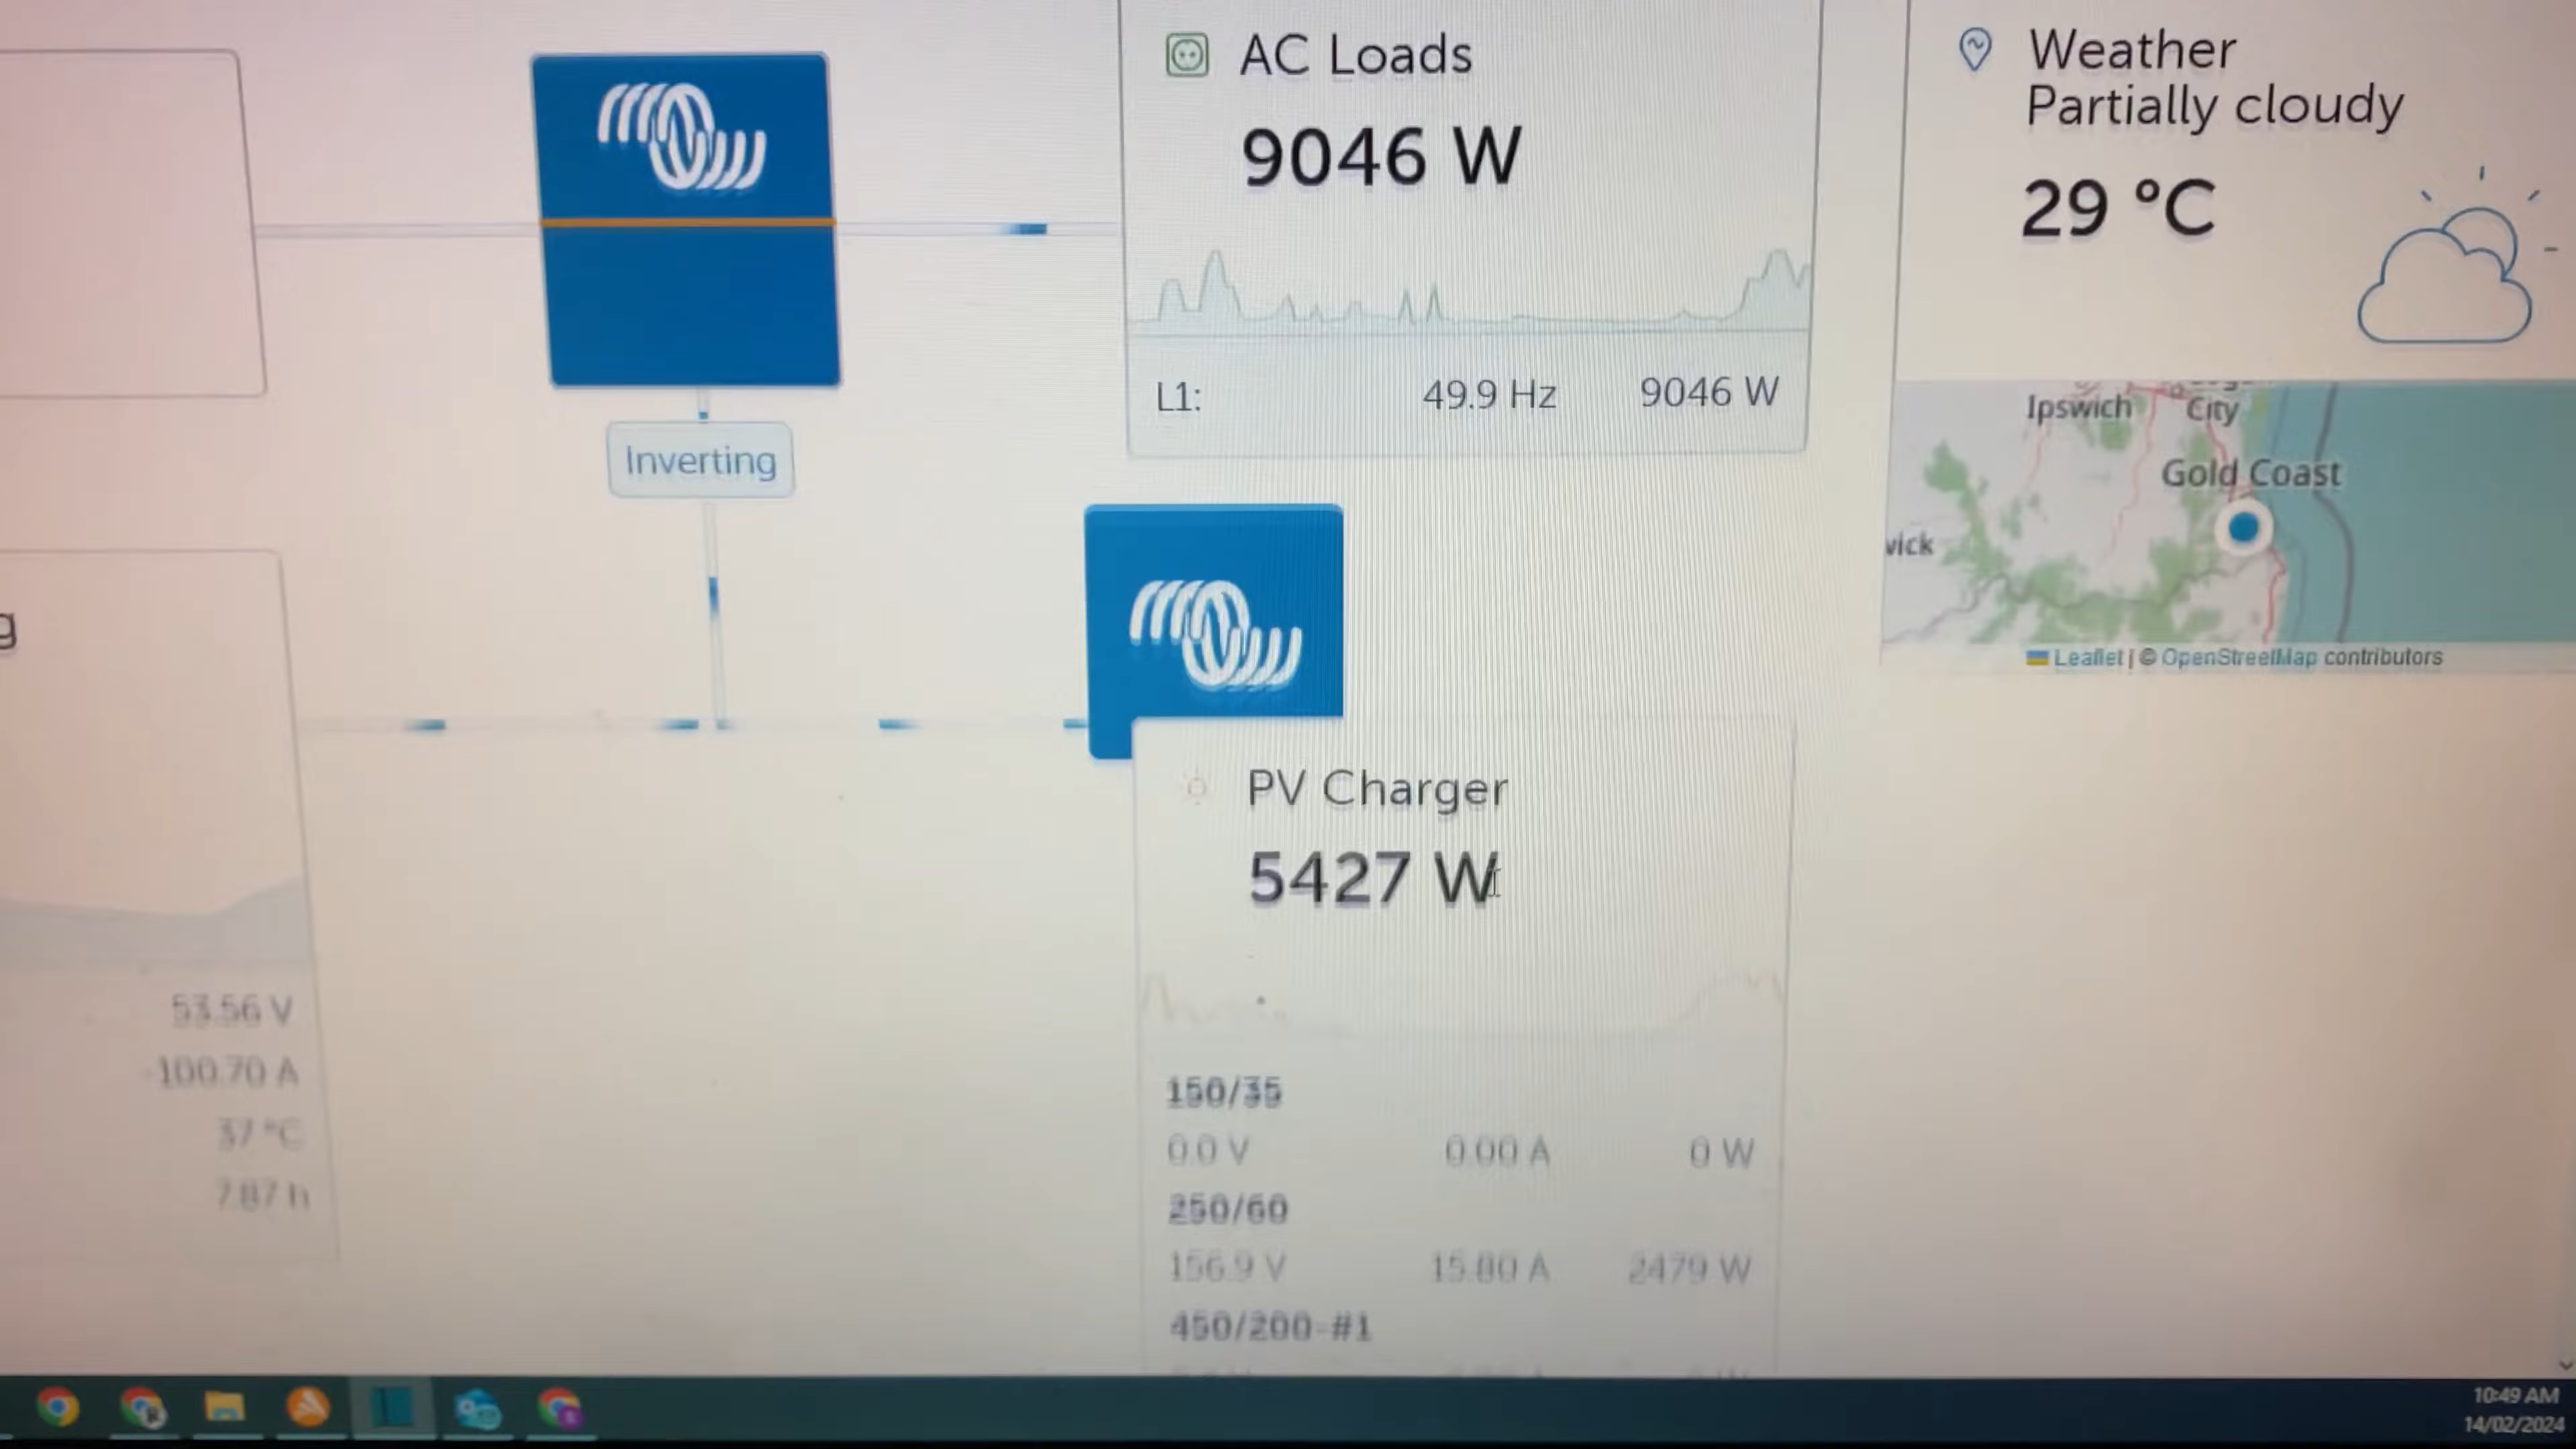 AC Loads
9046 W
L1: 49.9 Hz 9046 W
Weather
Partially cloudy
29 °C
Ipswich City
Gold Coast
wick
Leaflet | © OpenStreetMap contributors
Inverting
g
53.56 V
-100.70 A
37 °C
7.87 h
PV Charger
5427 W
150/35
0.0 V 0.00 A 0 W
250/60
156.9 V 15.80 A 2479 W
450/200-#1
10:49 AM
14/02/2024